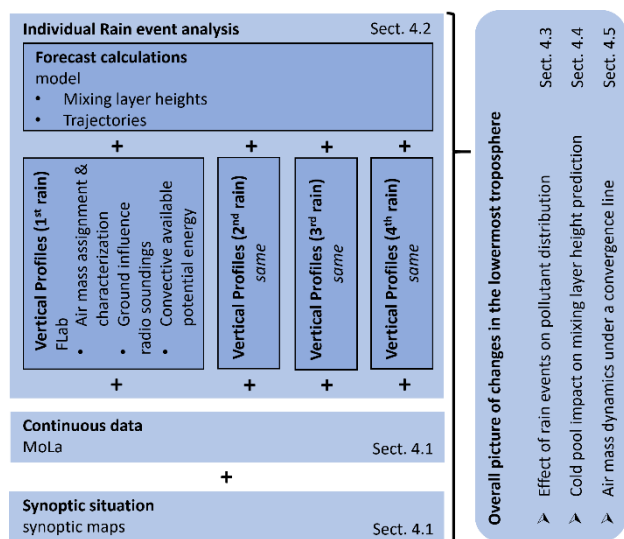 Individual Rain event analysis Sect. 4.2
Forecast calculations
model
• Mixing layer heights
• Trajectories
+ + + +
Vertical Profiles (1st rain)
FLab
• Air mass assignment &
characterization
• Ground influence
radio soundings
• Convective available
potential energy
Vertical Profiles (2nd rain)
same
Vertical Profiles (3rd rain)
same
Vertical Profiles (4th rain)
same
+ + + +
Continuous data
MoLa Sect. 4.1
+
Synoptic situation
synoptic maps Sect. 4.1
Overall picture of changes in the lowermost troposphere
➢ Effect of rain events on pollutant distribution Sect. 4.3
➢ Cold pool impact on mixing layer height prediction Sect. 4.4
➢ Air mass dynamics under a convergence line Sect. 4.5